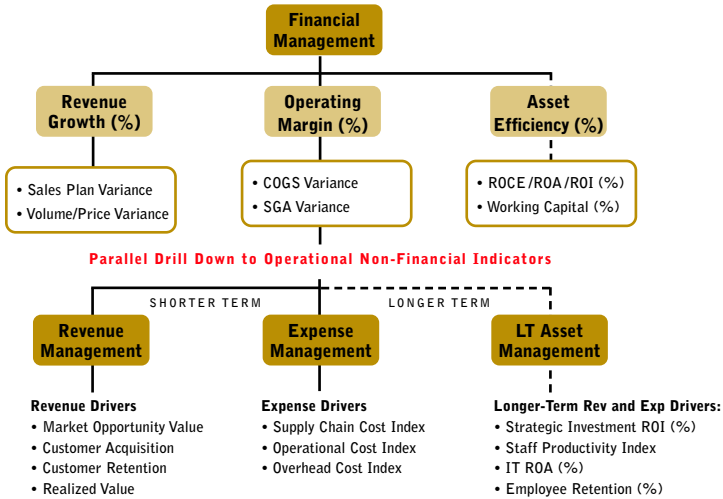 Financial
Management
Revenue
Growth (%)
Operating
Margin (%)
Asset
Efficiency (%)
• Sales Plan Variance
• Volume/Price Variance
• COGS Variance
• SGA Variance
• ROCE/ROA/ROI (%)
• Working Capital (%)
Parallel Drill Down to Operational Non-Financial Indicators
SHORTER TERM
LONGER TERM
Revenue
Management
Expense
Management
LT Asset
Management
Revenue Drivers
• Market Opportunity Value
• Customer Acquisition
• Customer Retention
• Realized Value
Expense Drivers
• Supply Chain Cost Index
• Operational Cost Index
• Overhead Cost Index
Longer-Term Rev and Exp Drivers:
• Strategic Investment ROI (%)
• Staff Productivity Index
• IT ROA (%)
• Employee Retention (%)